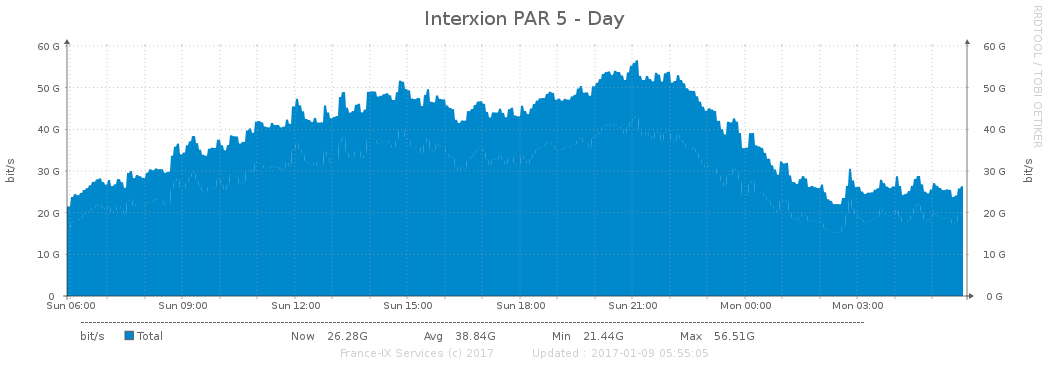 Interxion PAR 5 - Day
RRDTOOL / TOBI OETIKER
60 G 60 G
50 G 50 G
40 G 40 G
30 G 30 G
20 G 20 G
10 G 10 G
0 0 G
bit/s bit/s
Sun 06:00 Sun 09:00 Sun 12:00 Sun 15:00 Sun 18:00 Sun 21:00 Mon 00:00 Mon 03:00
bit/s Total Now 26.28G Avg 38.84G Min 21.44G Max 56.51G
France-IX Services (c) 2017 Updated : 2017-01-09 05:55:05